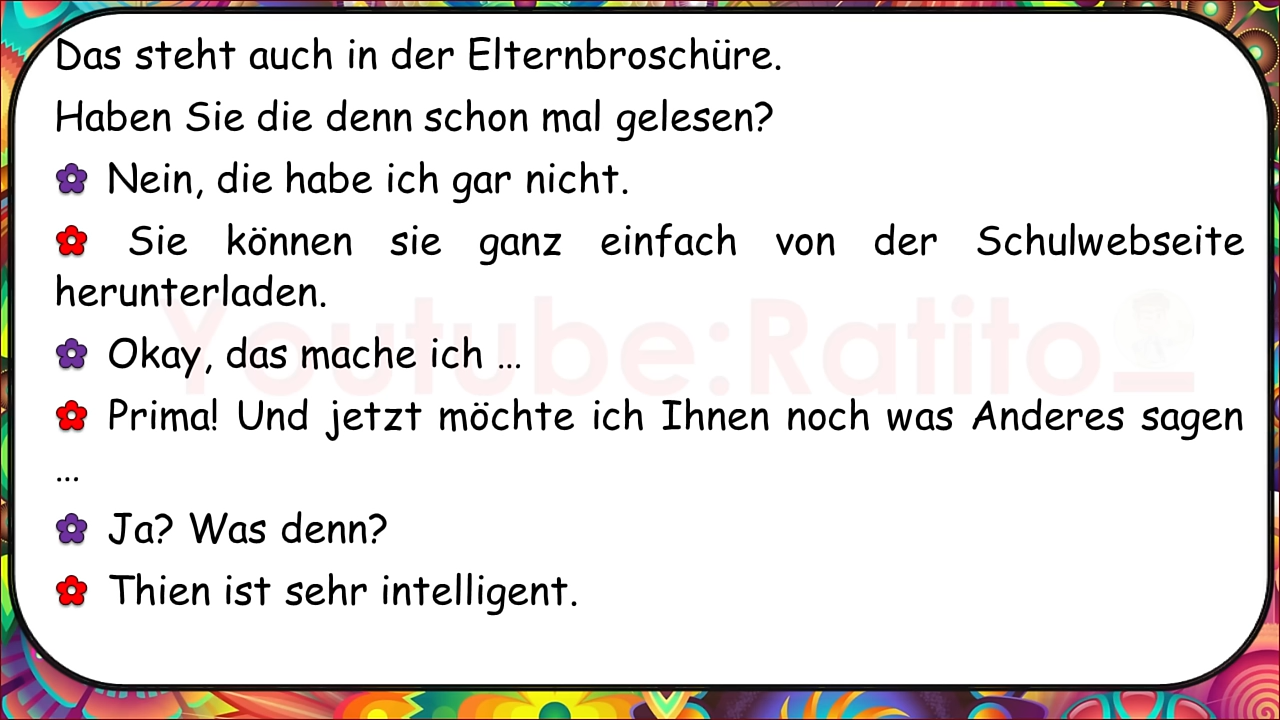 Das steht auch in der Elternbroschüre.
Haben Sie die denn schon mal gelesen?
Nein, die habe ich gar nicht.
Sie können sie ganz einfach von der Schulwebseite
herunterladen.
Youtube:Ratito
Okay, das mache ich …
Prima! Und jetzt möchte ich Ihnen noch was Anderes sagen
…
Ja? Was denn?
Thien ist sehr intelligent.